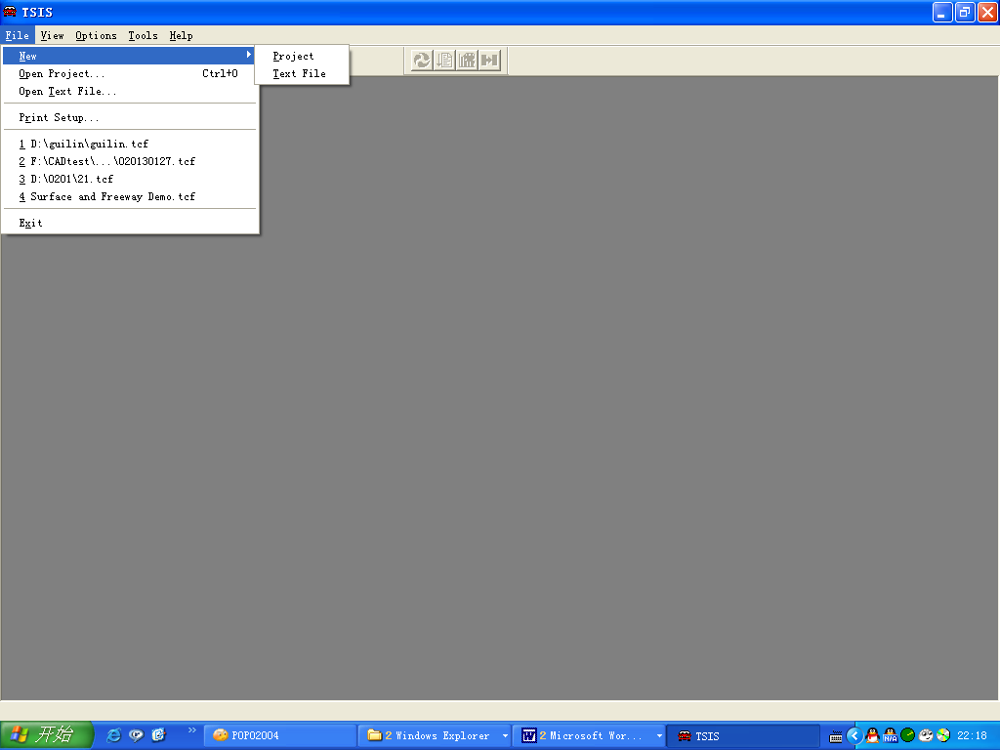 TSIS
File View Options Tools Help
New
Project
Open Project... Ctrl+O
Text File
Open Text File...
Print Setup...
1 D:\guilin\guilin.tcf
2 F:\CADtest\...\020130127.tcf
3 D:\0201\21.tcf
4 Surface and Freeway Demo.tcf
Exit
开始 » POPO2004 2 Windows Explorer 2 Microsoft Wor... TSIS N/A 22:18